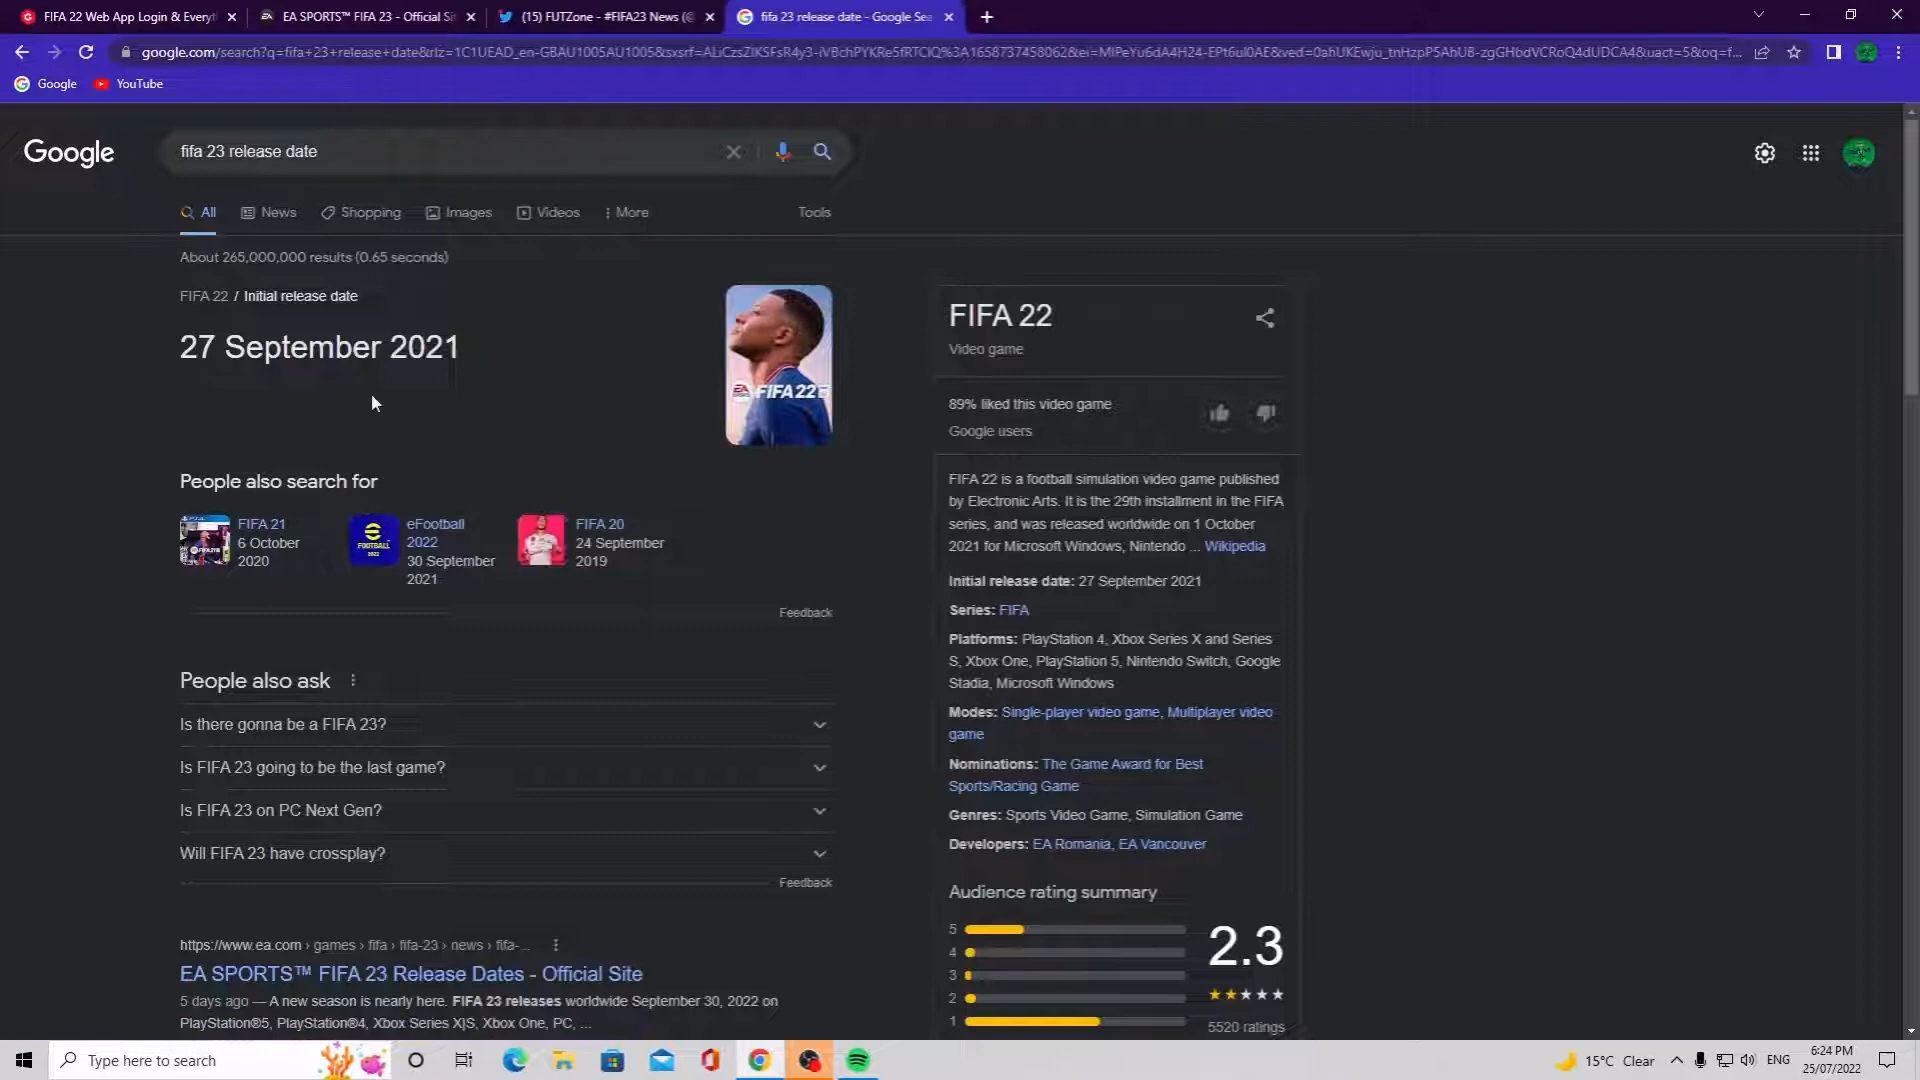 FIFA 22 Web App Login & Everyt
EA SPORTS™ FIFA 23 - Official Si
(15) FUTZone - #FIFA23 News (@
fifa 23 release date - Google Sea
Google
YouTube
Google
fifa 23 release date
All
News
Shopping
Images
Videos
More
Tools
About 265,000,000 results (0.65 seconds)
FIFA 22 / Initial release date
27 September 2021
EA FIFA 22
People also search for
FIFA 21
6 October
2020
eFootball
2022
30 September
2021
FIFA 20
24 September
2019
Feedback
People also ask
Is there gonna be a FIFA 23?
Is FIFA 23 going to be the last game?
Is FIFA 23 on PC Next Gen?
Will FIFA 23 have crossplay?
Feedback
https://www.ea.com › games › fifa › fifa-23 › news › fifa-...
EA SPORTS™ FIFA 23 Release Dates - Official Site
5 days ago — A new season is nearly here. FIFA 23 releases worldwide September 30, 2022 on
PlayStation®5, PlayStation®4, Xbox Series X|S, Xbox One, PC, ...
FIFA 22
Video game
89% liked this video game
Google users
FIFA 22 is a football simulation video game published
by Electronic Arts. It is the 29th installment in the FIFA
series, and was released worldwide on 1 October
2021 for Microsoft Windows, Nintendo ... Wikipedia
Initial release date: 27 September 2021
Series: FIFA
Platforms: PlayStation 4, Xbox Series X and Series
S, Xbox One, PlayStation 5, Nintendo Switch, Google
Stadia, Microsoft Windows
Modes: Single-player video game, Multiplayer video
game
Nominations: The Game Award for Best
Sports/Racing Game
Genres: Sports Video Game, Simulation Game
Developers: EA Romania, EA Vancouver
Audience rating summary
5
4
3
2
1
2.3
5520 ratings
Type here to search
15°C Clear
ENG
6:24 PM
25/07/2022